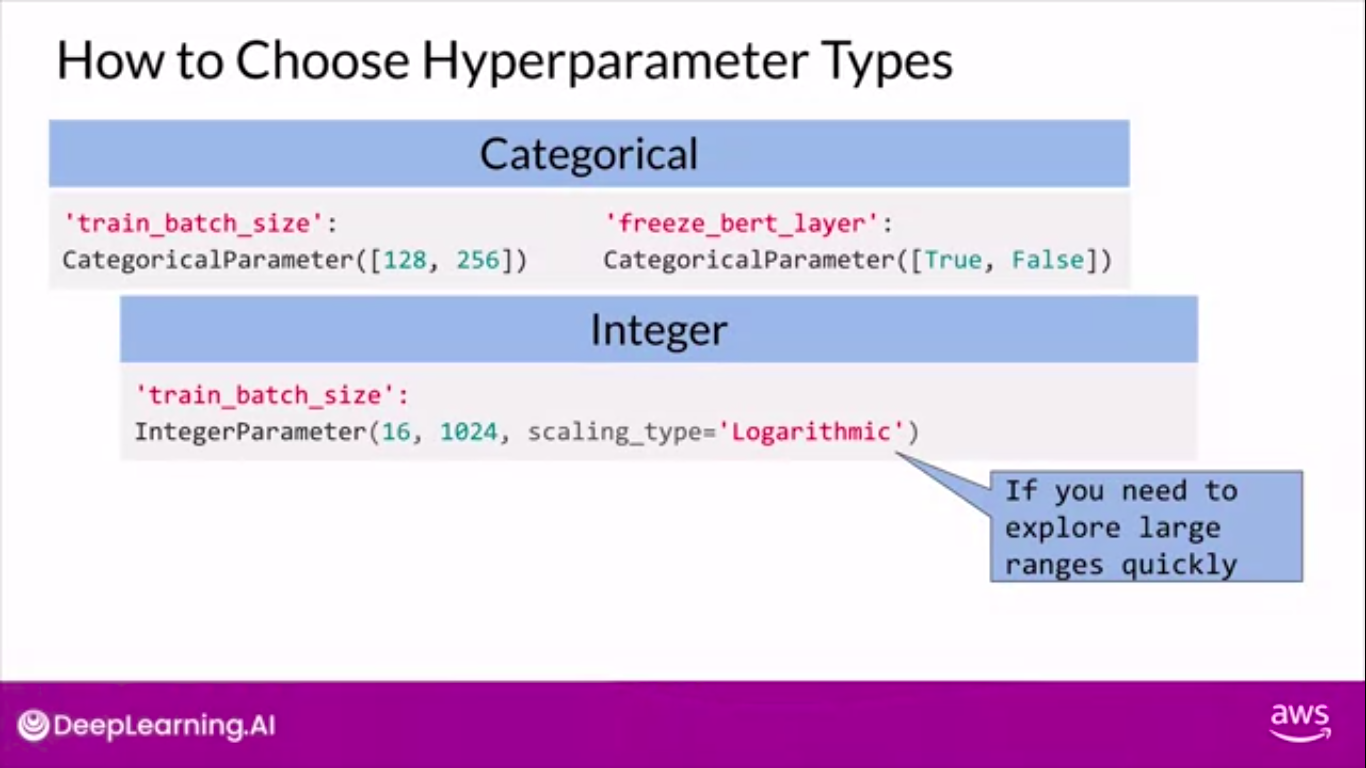 How to Choose Hyperparameter Types
Categorical
'train_batch_size':
CategoricalParameter([128, 256])
'freeze_bert_layer':
CategoricalParameter([True, False])
Integer
'train_batch_size':
IntegerParameter(16, 1024, scaling_type='Logarithmic')
If you need to
explore large
ranges quickly
DeepLearning.AI
aws